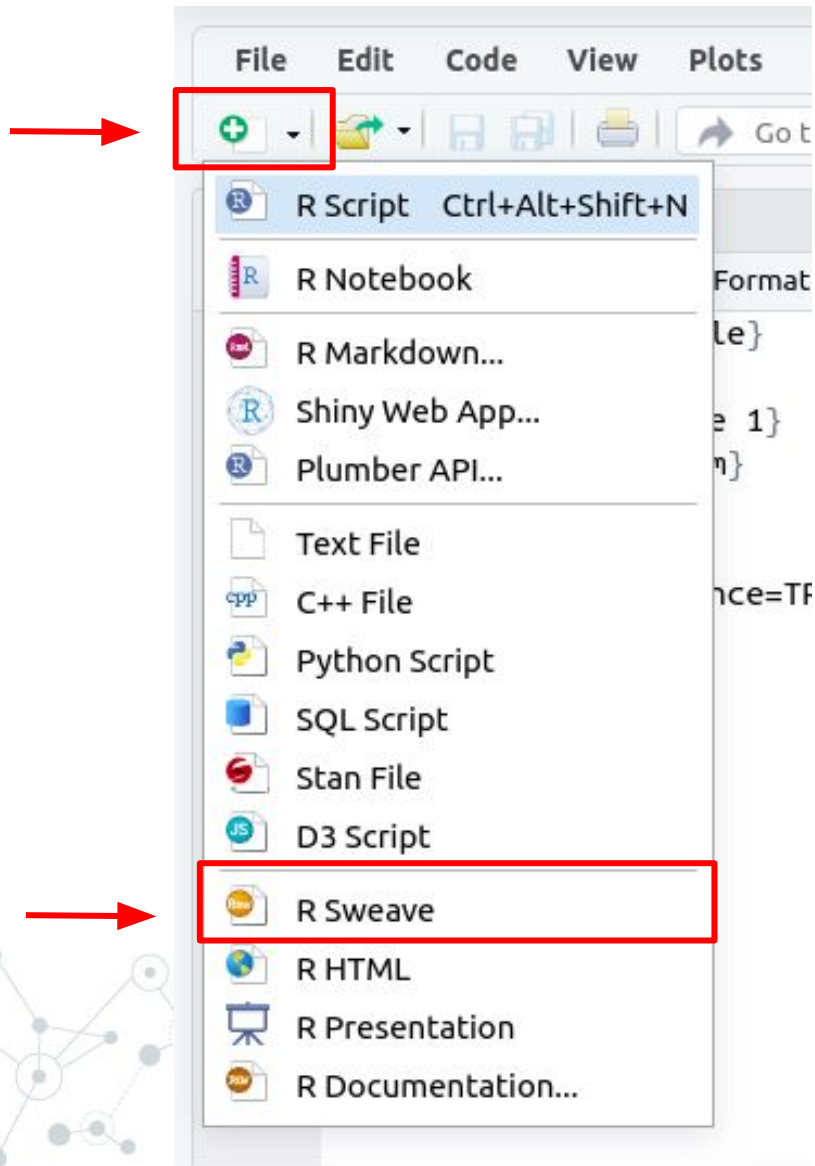 File Edit Code View Plots
Go t
R Script Ctrl+Alt+Shift+N
R Notebook
Format
le}
R Markdown...
Shiny Web App...
e 1}
Plumber API...
n}
Text File
C++ File
nce=TF
Python Script
SQL Script
Stan File
D3 Script
R Sweave
R HTML
R Presentation
R Documentation...